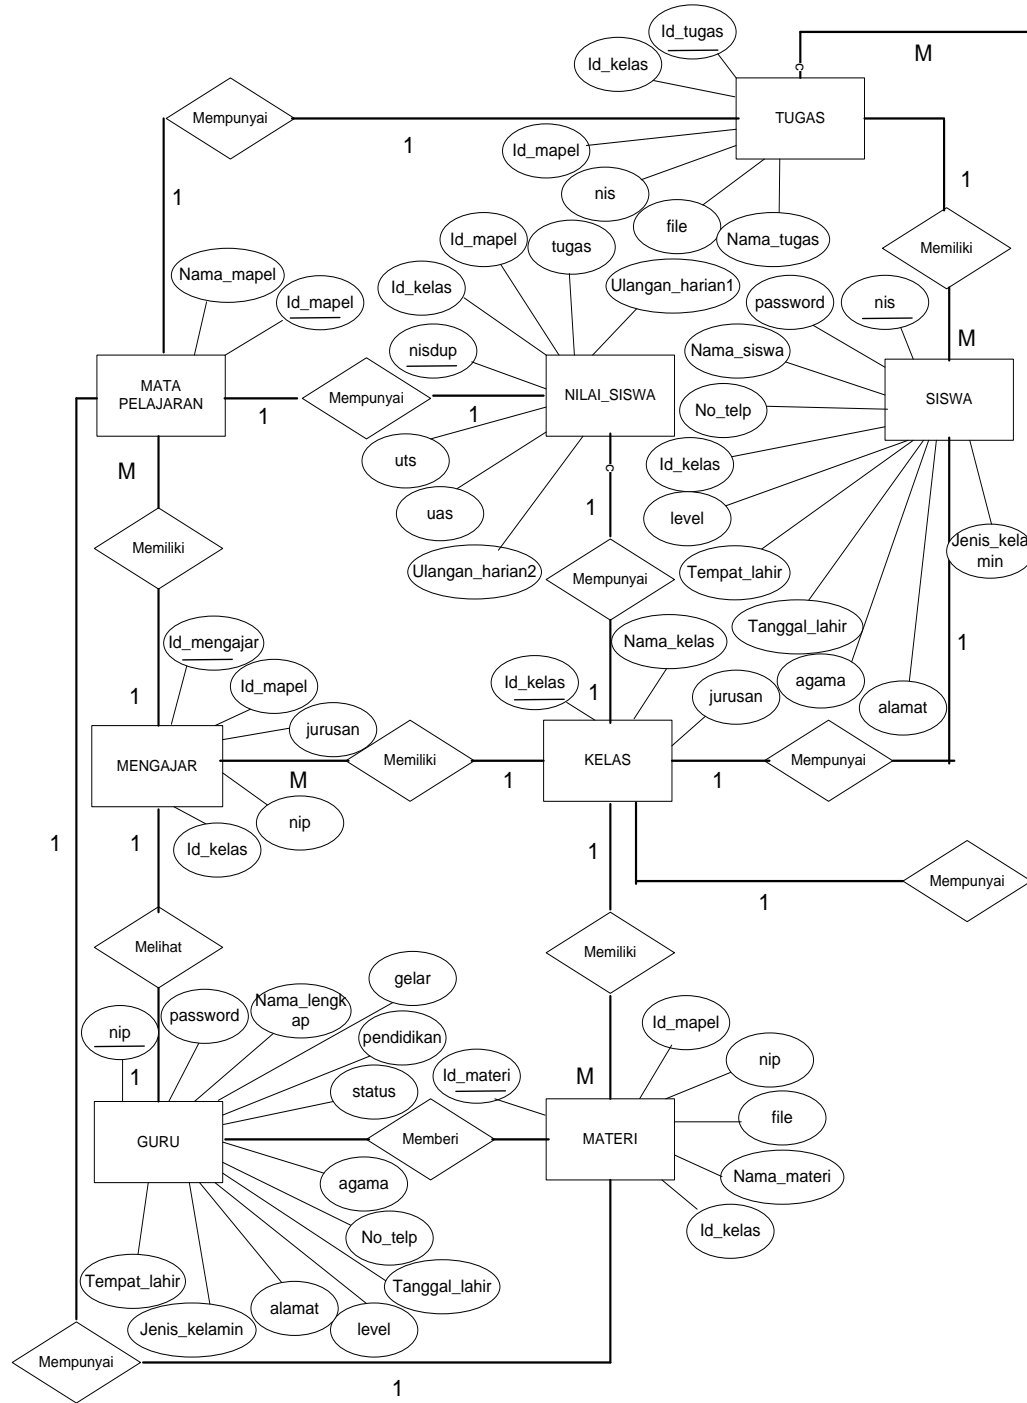 Id_tugas
Id_kelas
M
Mempunyai
TUGAS
1
Id_mapel
1
nis
1
file
Nama_tugas
Memiliki
Id_mapel
tugas
Nama_mapel
Id_kelas
Ulangan_harian1
password
nis
Id_mapel
M
nisdup
Nama_siswa
MATA
PELAJARAN
Mempunyai
NILAI_SISWA
SISWA
1
1
No_telp
M
uts
Id_kelas
uas
1
level
Memiliki
Ulangan_harian2
Mempunyai
Tempat_lahir
Jenis_kela
min
Id_mengajar
Nama_kelas
Tanggal_lahir
1
Id_mapel
Id_kelas
1
jurusan
agama
alamat
1
jurusan
MENGAJAR
Memiliki
KELAS
Mempunyai
M
1
1
nip
1
1
Id_kelas
1
Mempunyai
1
Melihat
Memiliki
gelar
nip
password
Nama_lengk
ap
pendidikan
Id_mapel
nip
1
status
Id_materi
M
file
GURU
Memberi
MATERI
agama
Nama_materi
No_telp
Id_kelas
Tempat_lahir
Tanggal_lahir
alamat
Jenis_kelamin
level
Mempunyai
1
C
C